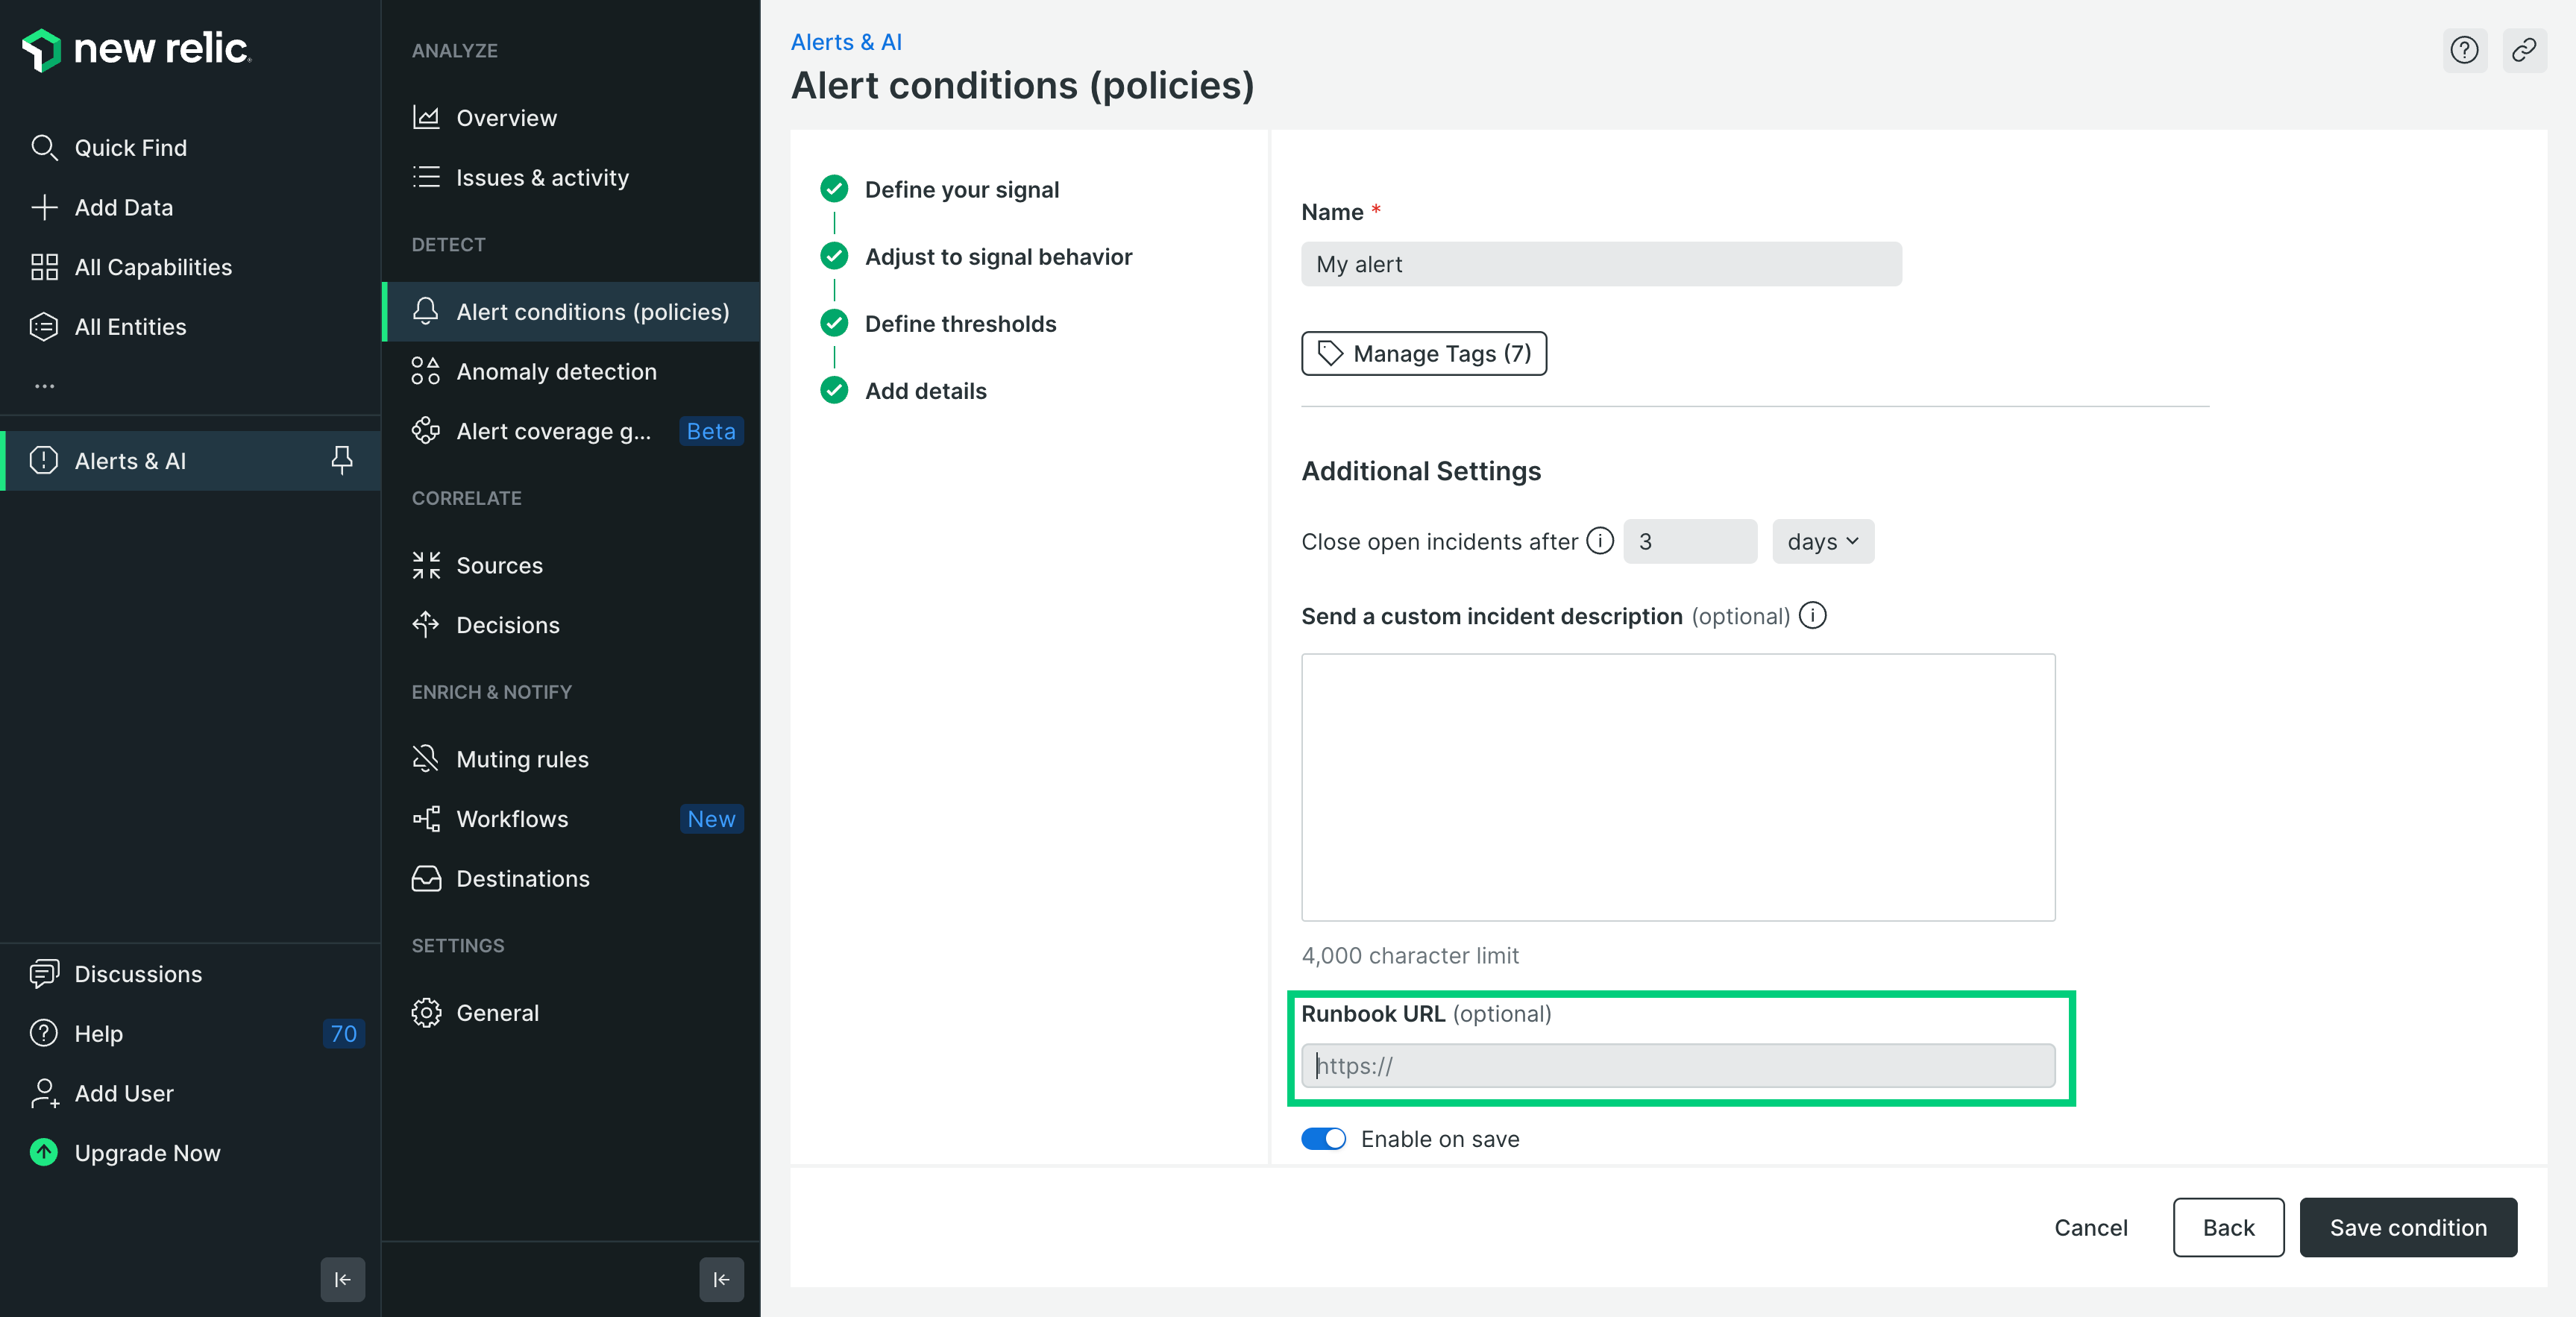 new relic
Quick Find
Add Data
All Capabilities
All Entities
...
Alerts & AI
Discussions
Help 70
Add User
Upgrade Now
ANALYZE
Overview
Issues & activity
DETECT
Alert conditions (policies)
Anomaly detection
Alert coverage g... Beta
CORRELATE
Sources
Decisions
ENRICH & NOTIFY
Muting rules
Workflows New
Destinations
SETTINGS
General
Alerts & AI
Alert conditions (policies)
Define your signal
Adjust to signal behavior
Define thresholds
Add details
Name *
My alert
Manage Tags (7)
Additional Settings
Close open incidents after 3 days
Send a custom incident description (optional)
4,000 character limit
Runbook URL (optional)
https://
Enable on save
Cancel Back Save condition